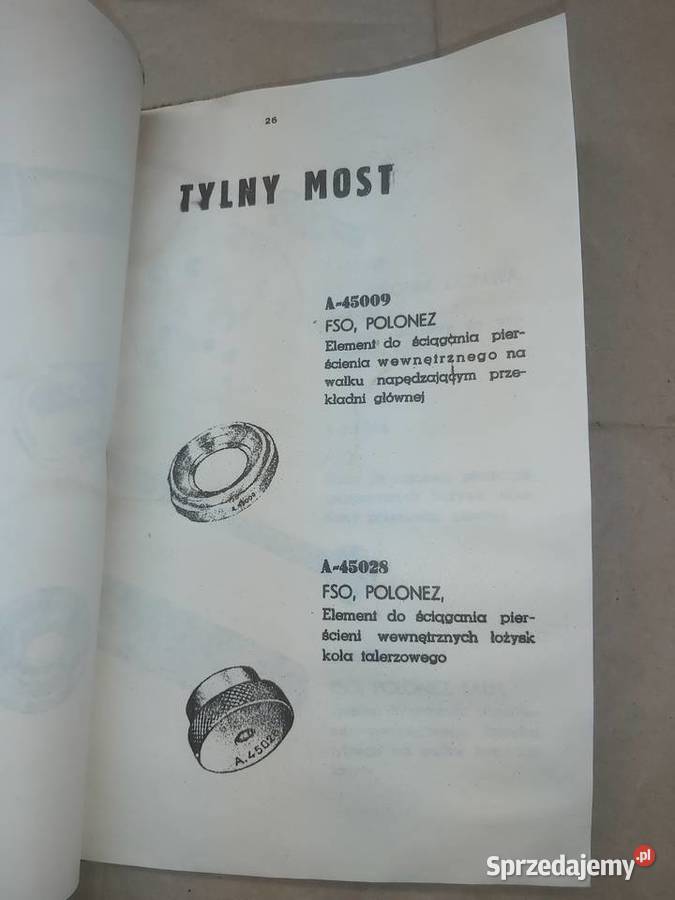 26
TYLNY MOST
A-45009
FSO, POLONEZ
Element do ściągania pier-
ścienia wewnętrznego na
walku napędzającym prze-
kładni głównej
A.45009
A-45028
FSO, POLONEZ,
Element do ściągania pier-
ścieni wewnętrznych łożysk
koła talerzowego
A.45028
Sprzedajemy.pl